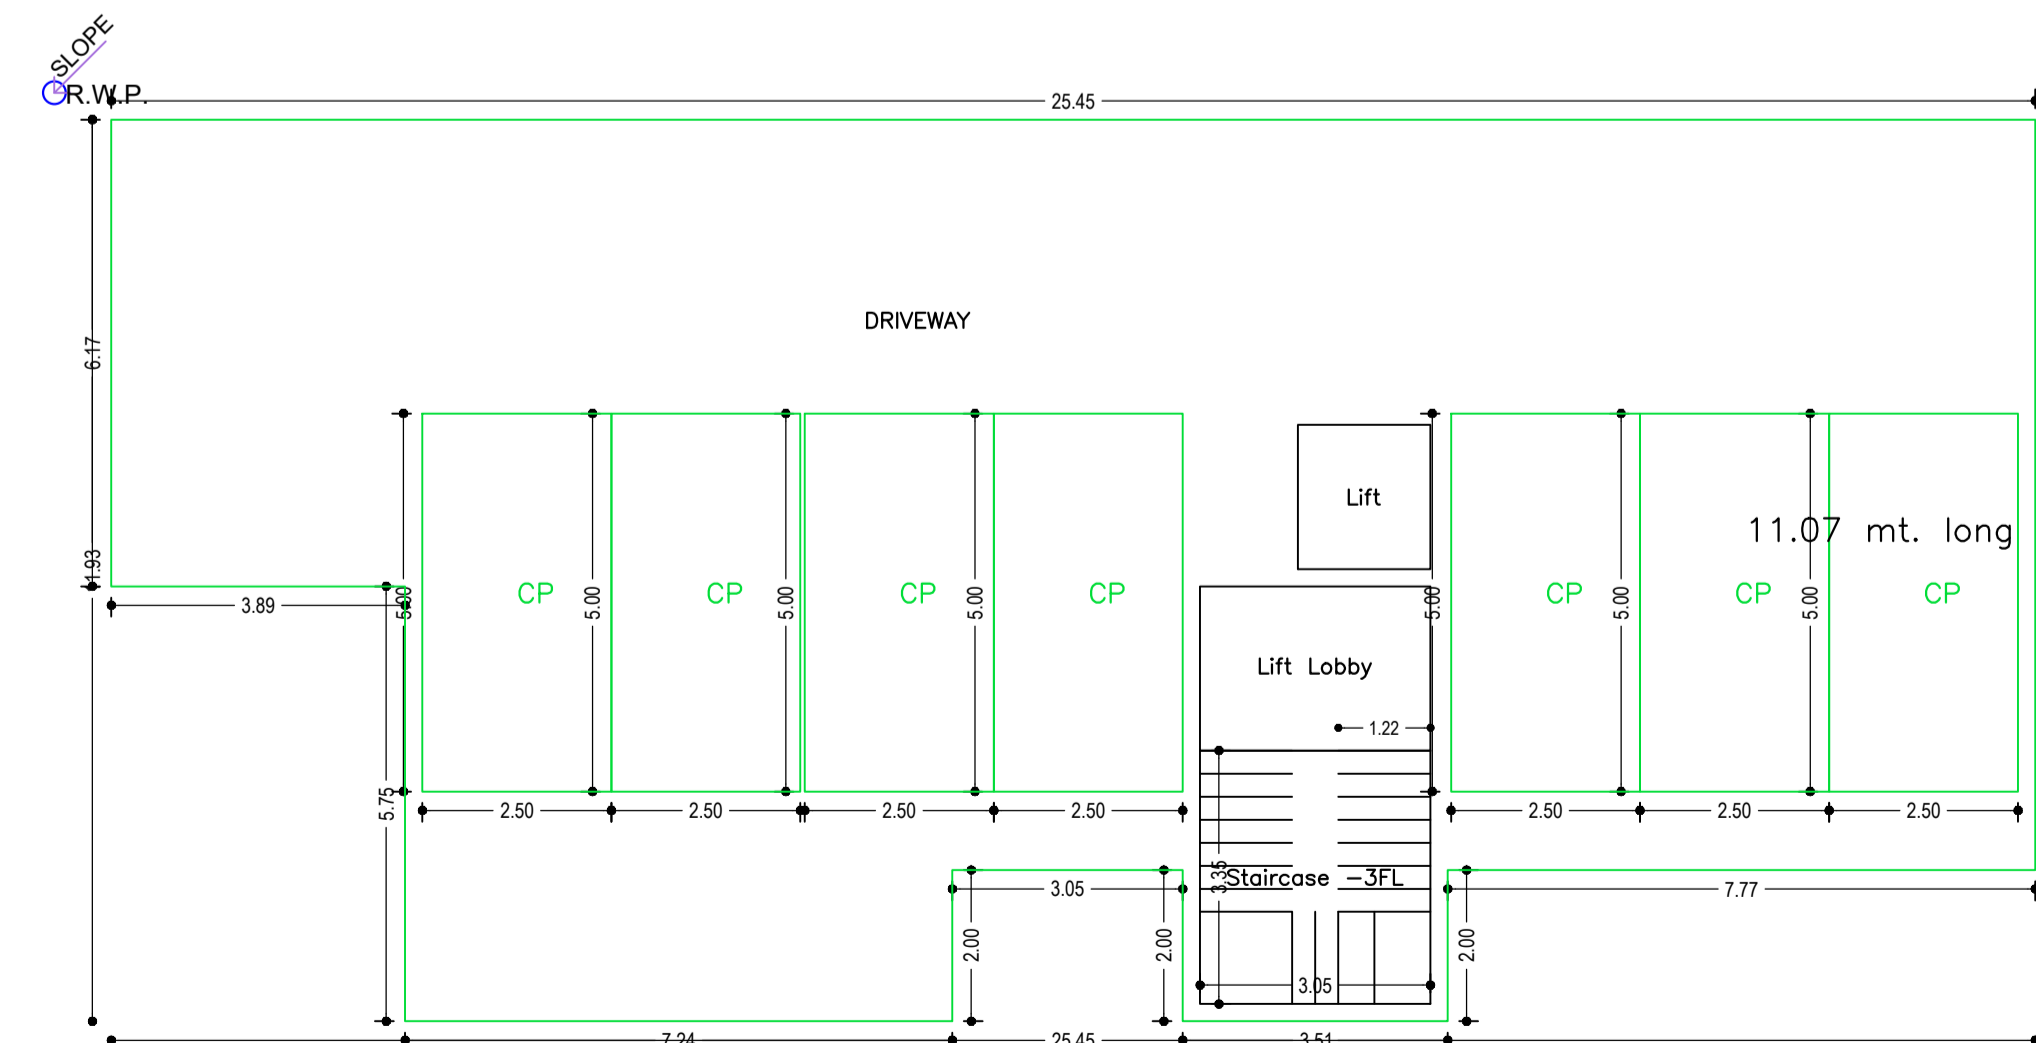 SLOPE
R.W.P.
25.45
DRIVEWAY
6.17
Lift
11.07 mt. long
1.93
3.89
5.00
CP
5.00
CP
5.00
CP
5.00
CP
5.00
CP
5.00
CP
5.00
CP
Lift Lobby
1.22
5.75
2.50
2.50
2.50
2.50
2.50
2.50
2.50
3.35
Staircase -3FL
3.05
7.77
2.00
2.00
2.00
3.05
7.24
25.45
3.51